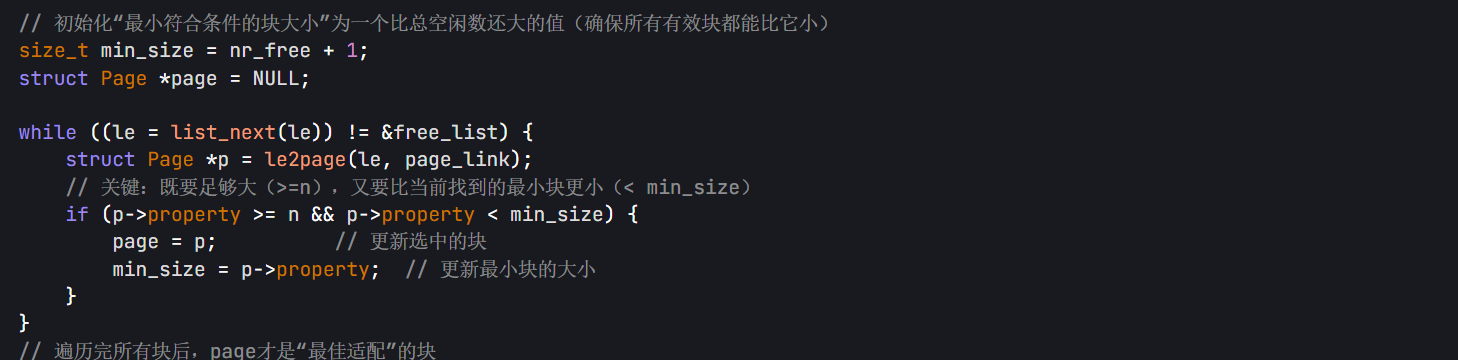 // 初始化“最小符合条件的块大小”为一个比总空闲数还大的值（确保所有有效块都能比它小）
size_t min_size = nr_free + 1;
struct Page *page = NULL;

while ((le = list_next(le)) != &free_list) {
    struct Page *p = le2page(le, page_link);
    // 关键：既要足够大（>=n），又要比当前找到的最小块更小（< min_size）
    if (p->property >= n && p->property < min_size) {
        page = p;          // 更新选中的块
        min_size = p->property;  // 更新最小块的大小
    }
}
// 遍历完所有块后，page才是“最佳适配”的块